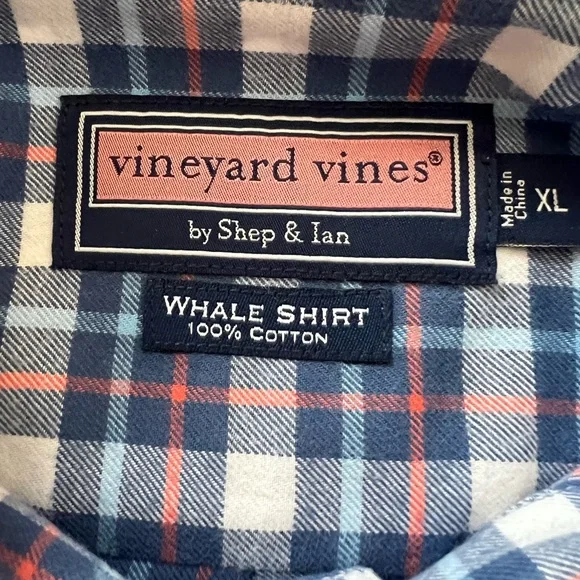 vineyard vines®
by Shep & Ian
Made in
China
XL
WHALE SHIRT
100% COTTON